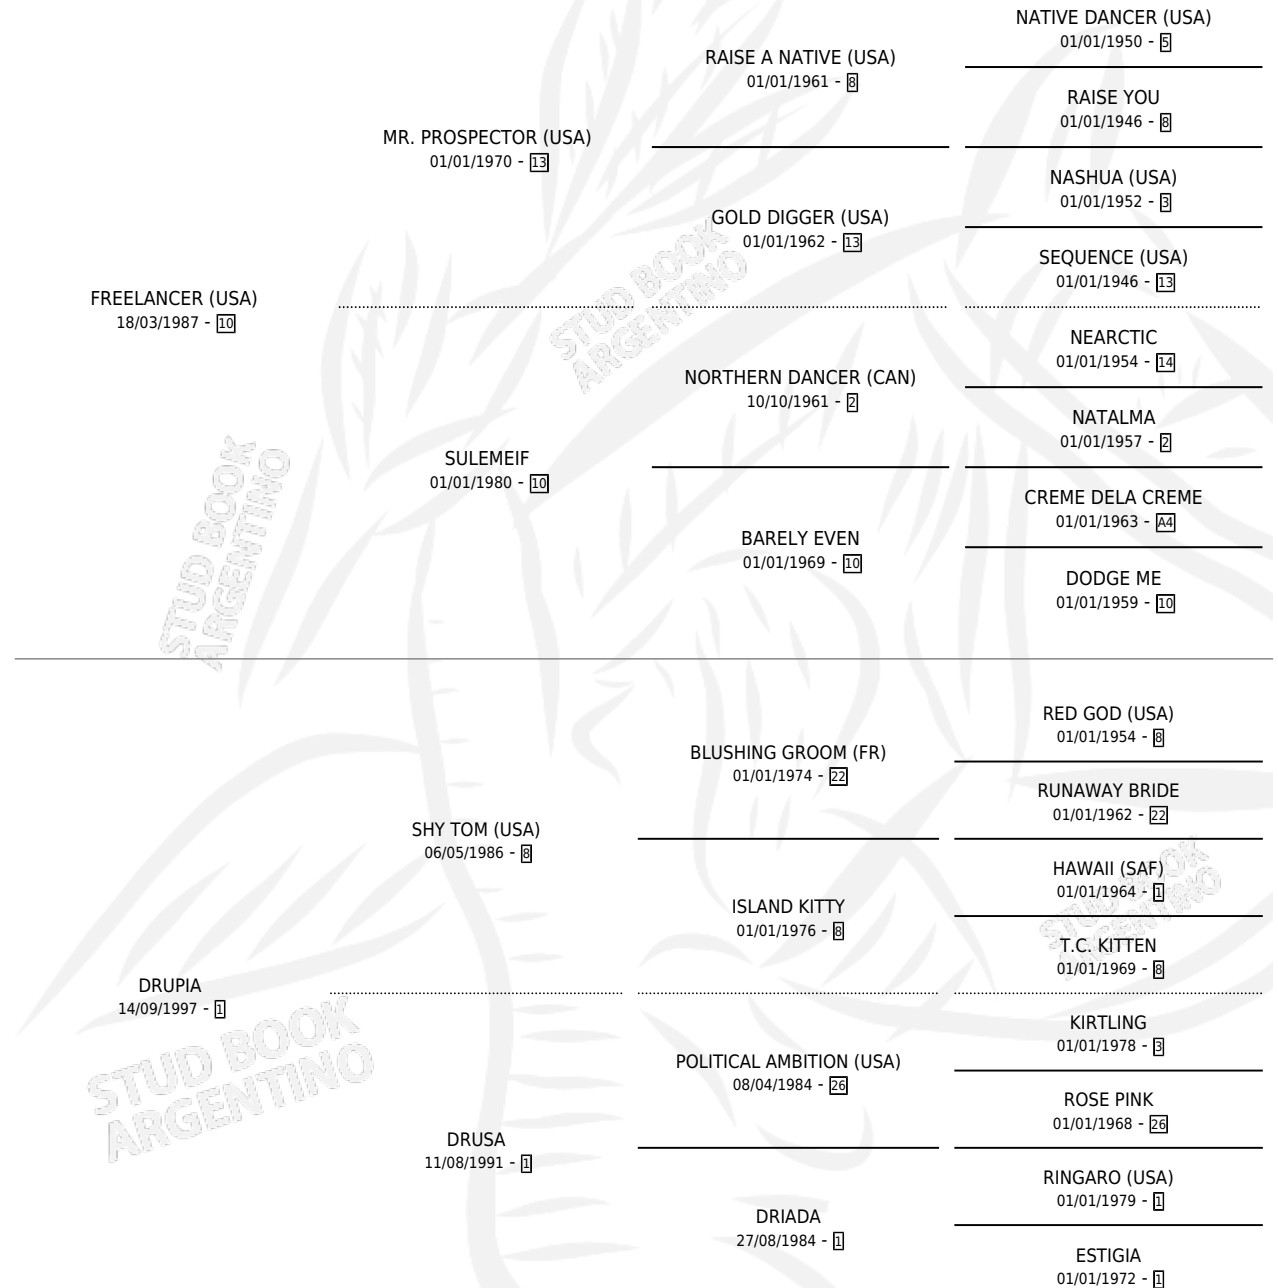 NATIVE DANCER (USA)
01/01/1950 - 5
RAISE A NATIVE (USA)
01/01/1961 - 8
RAISE YOU
01/01/1946 - 8
MR. PROSPECTOR (USA)
01/01/1970 - 13
NASHUA (USA)
01/01/1952 - 3
GOLD DIGGER (USA)
01/01/1962 - 13
SEQUENCE (USA)
01/01/1946 - 13
FREELANCER (USA)
18/03/1987 - 10
NEARCTIC
01/01/1954 - 14
NORTHERN DANCER (CAN)
10/10/1961 - 2
NATALMA
01/01/1957 - 2
SULEMEIF
01/01/1980 - 10
CREME DELA CREME
01/01/1963 - A4
BARELY EVEN
01/01/1969 - 10
DODGE ME
01/01/1959 - 10
RED GOD (USA)
01/01/1954 - 8
BLUSHING GROOM (FR)
01/01/1974 - 22
RUNAWAY BRIDE
01/01/1962 - 22
SHY TOM (USA)
06/05/1986 - 8
HAWAII (SAF)
01/01/1964 - 1
ISLAND KITTY
01/01/1976 - 8
T.C. KITTEN
01/01/1969 - 8
DRUPIA
14/09/1997 - 1
KIRTLING
01/01/1978 - 3
POLITICAL AMBITION (USA)
08/04/1984 - 26
ROSE PINK
01/01/1968 - 26
DRUSA
11/08/1991 - 1
RINGARO (USA)
01/01/1979 - 1
DRIADA
27/08/1984 - 1
ESTIGIA
01/01/1972 - 1
STUD BOOK
ARGENTINO
STUD BOOK
ARGENTINO
STUD BOOK
ARGENTINO
STUD BOOK
ARGENTINO